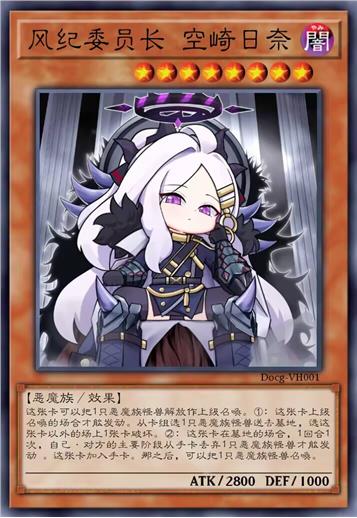 风纪委员长 空崎日奈
やみ
闇
Docg-VH001
【恶魔族/效果】
这张卡可以把1只恶魔族怪兽解放作上级召唤。①：这张卡上级
召唤的场合才能发动。从卡组选1只恶魔族怪兽送去墓地，选这
张卡以外的场上1张卡破坏。②：这张卡在墓地的场合，1回合1
次，自己·对方的主要阶段从手卡丢弃1只恶魔族怪兽才能发
动。这张卡加入手卡。那之后，可以把1只恶魔族怪兽召唤。
ATK/2800 DEF/1000